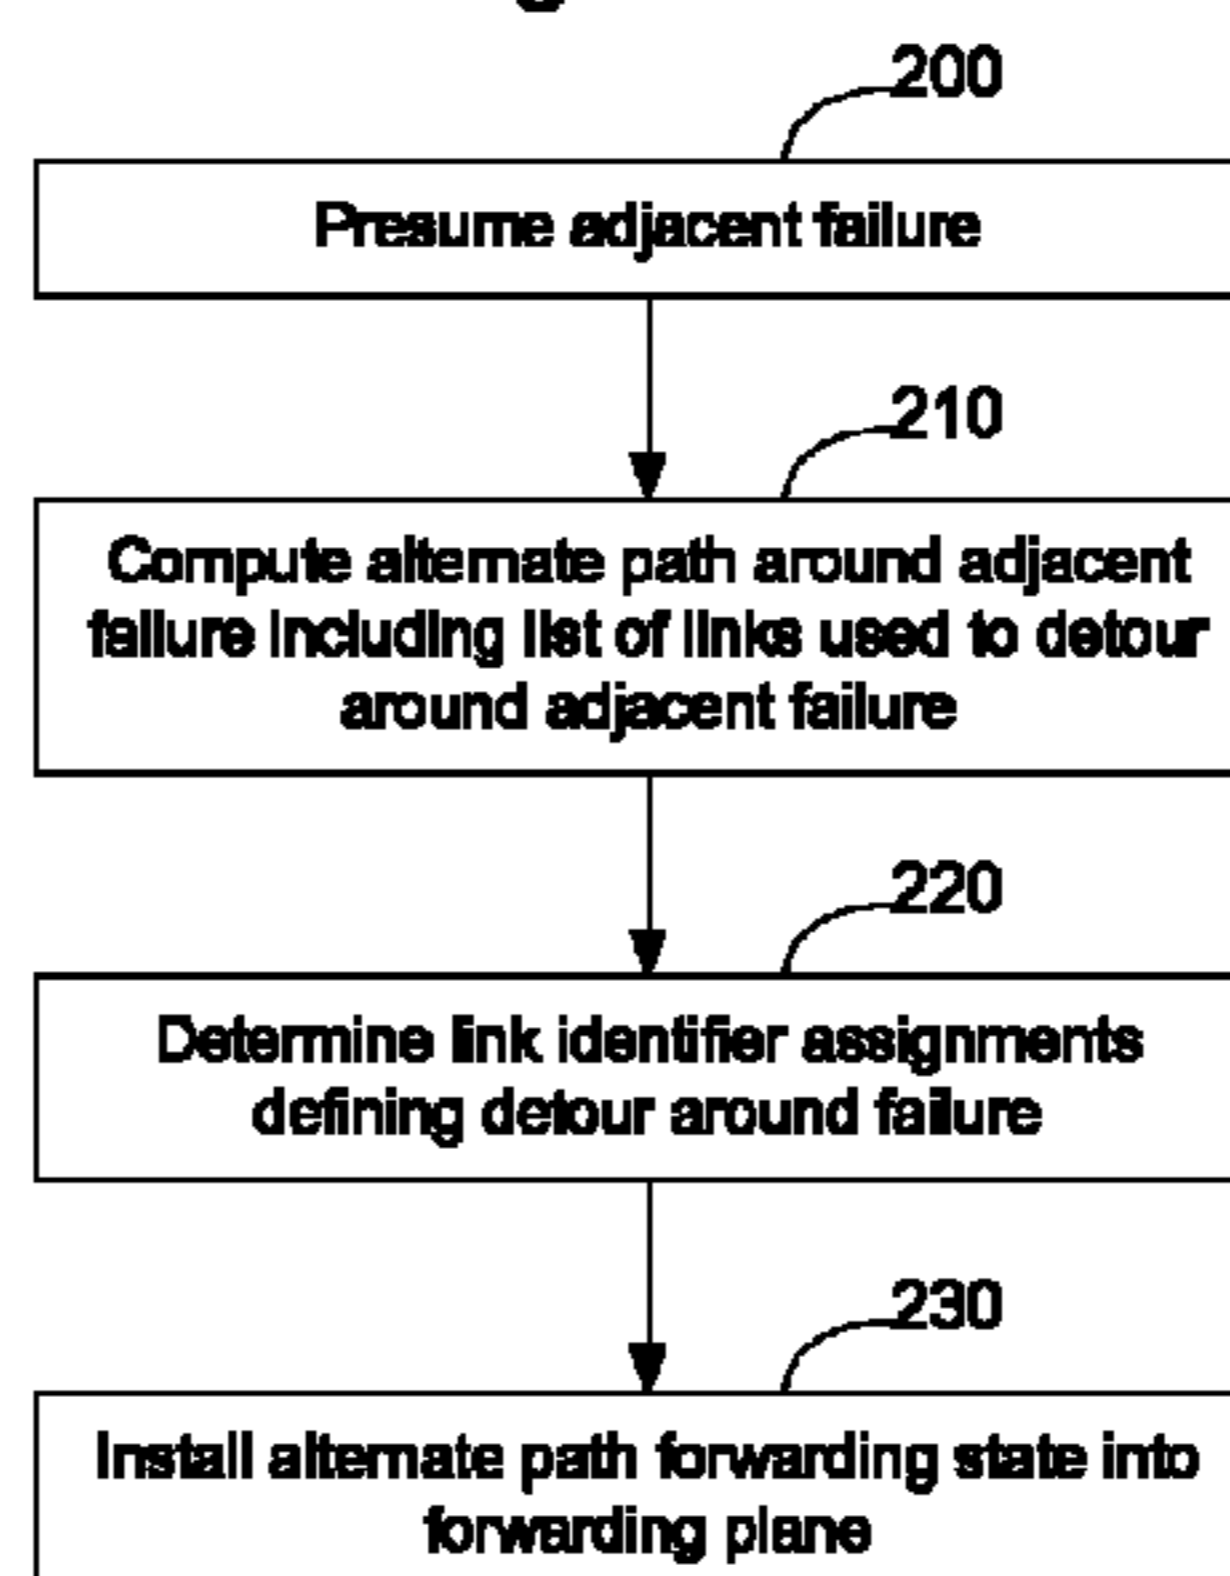 200
Presume adjacent failure
210
Compute alternate path around adjacent
failure including list of links used to detour
around adjacent failure
220
Determine link identifier assignments
defining detour around failure
230
Install alternate path forwarding state into
forwarding plane